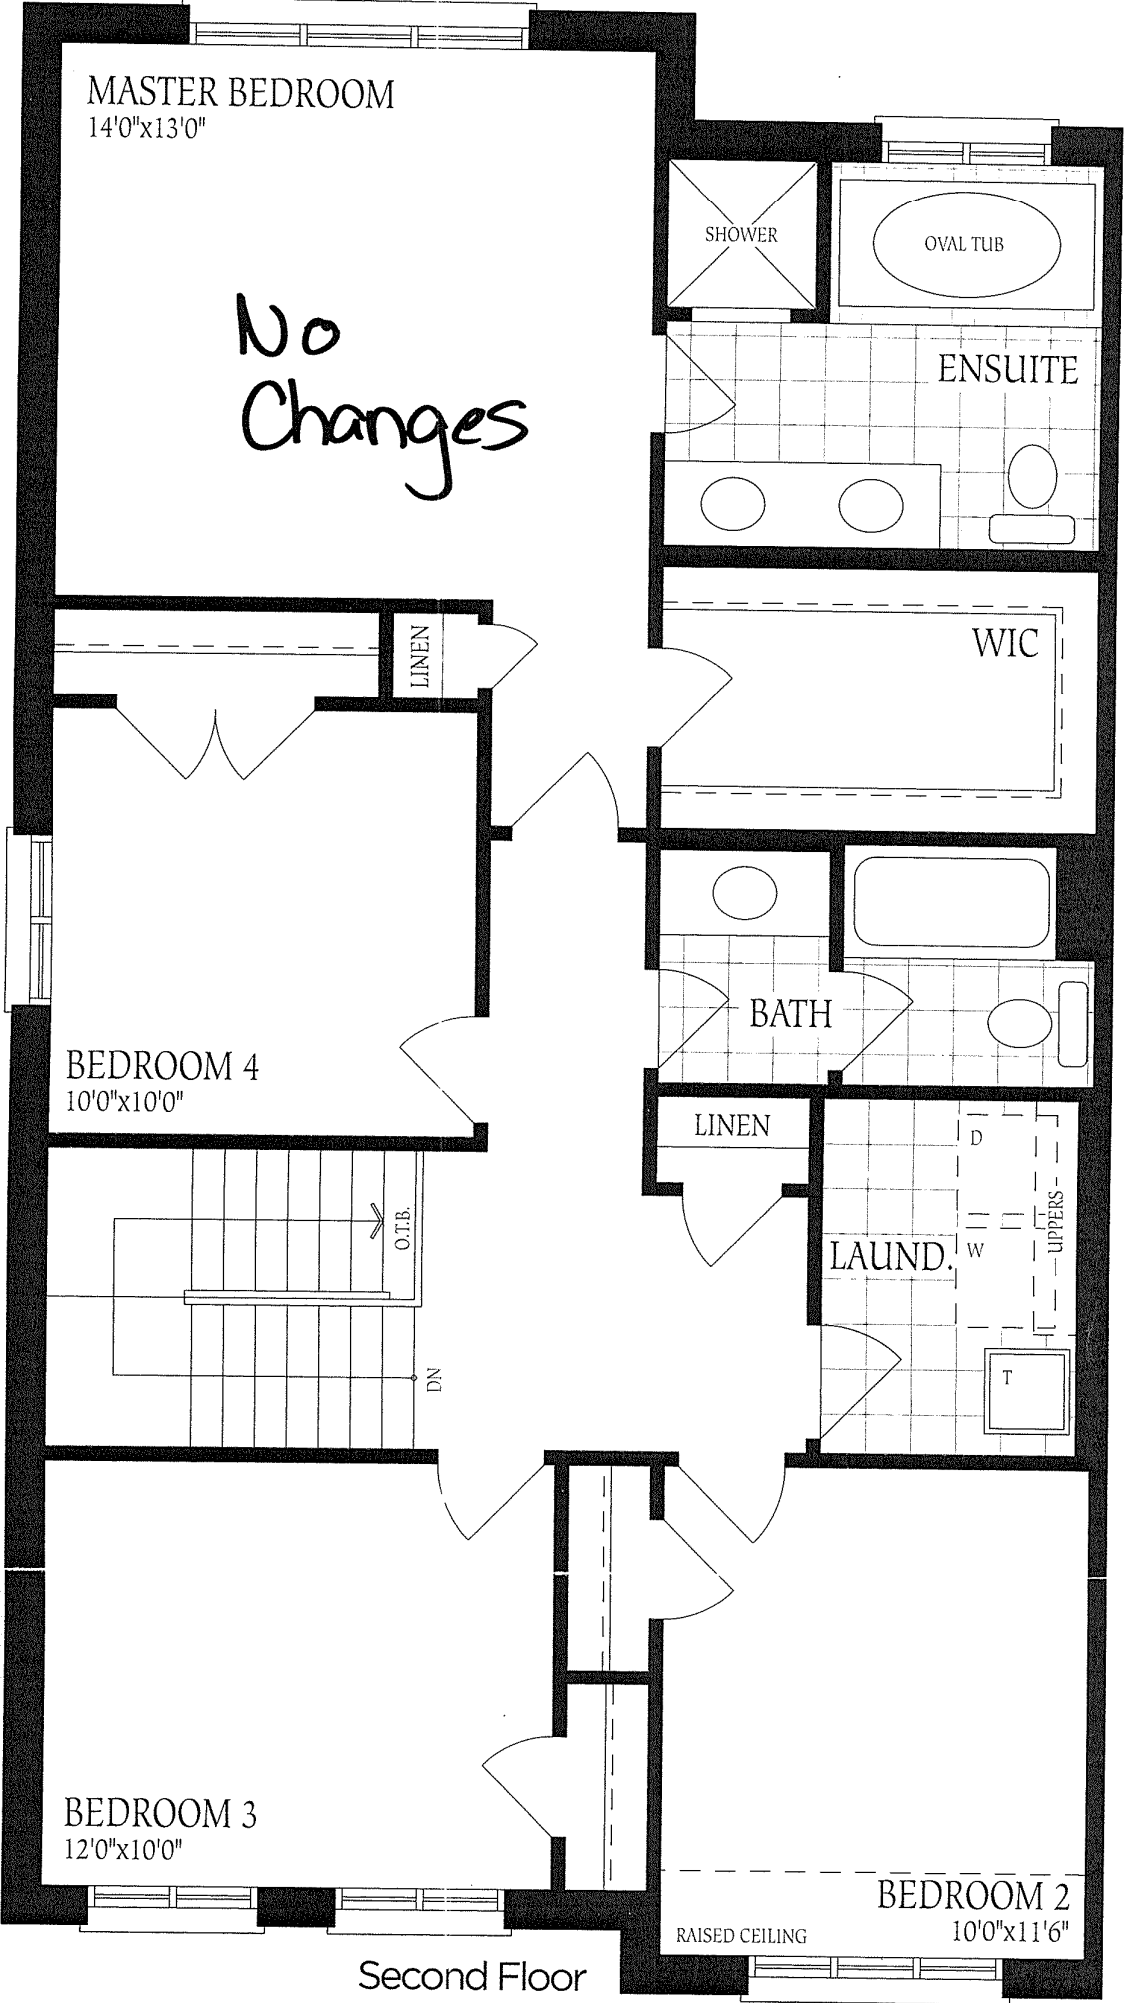 MASTER BEDROOM
14'0"x13'0"
SHOWER
OVAL TUB
No
Changes
ENSUITE
LINEN
WIC
BEDROOM 4
10'0"x10'0"
BATH
LINEN
D
UPPERS
W
LAUND.
T
O.T.B.
DN
BEDROOM 3
12'0"x10'0"
BEDROOM 2
10'0"x11'6"
RAISED CEILING
Second Floor